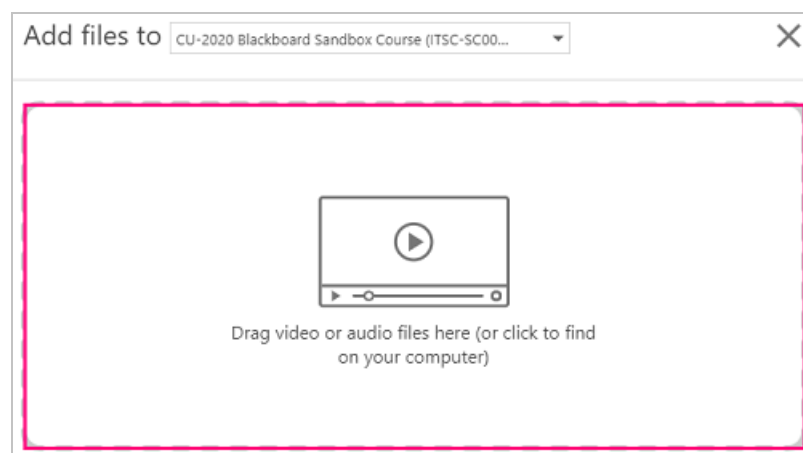 Add files to CU-2020 Blackboard Sandbox Course (ITSC-SC00...
Drag video or audio files here (or click to find
on your computer)